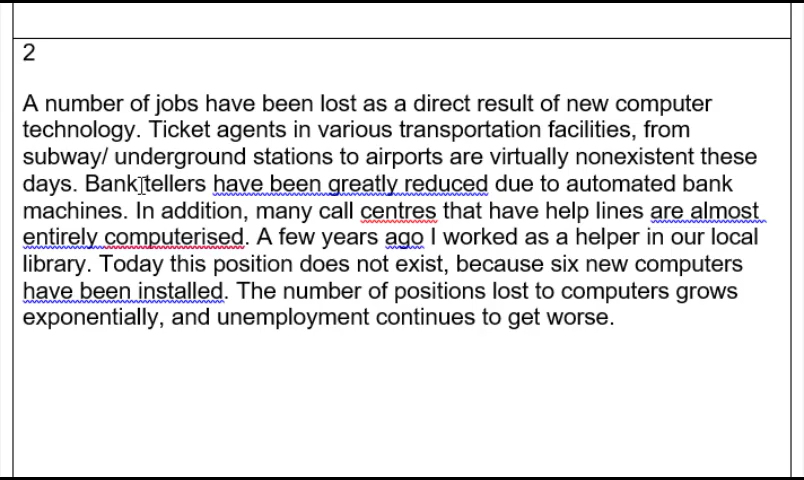 2
A number of jobs have been lost as a direct result of new computer
technology. Ticket agents in various transportation facilities, from
subway/ underground stations to airports are virtually nonexistent these
days. Bank tellers have been greatly reduced due to automated bank
machines. In addition, many call centres that have help lines are almost
entirely computerised. A few years ago I worked as a helper in our local
library. Today this position does not exist, because six new computers
have been installed. The number of positions lost to computers grows
exponentially, and unemployment continues to get worse.